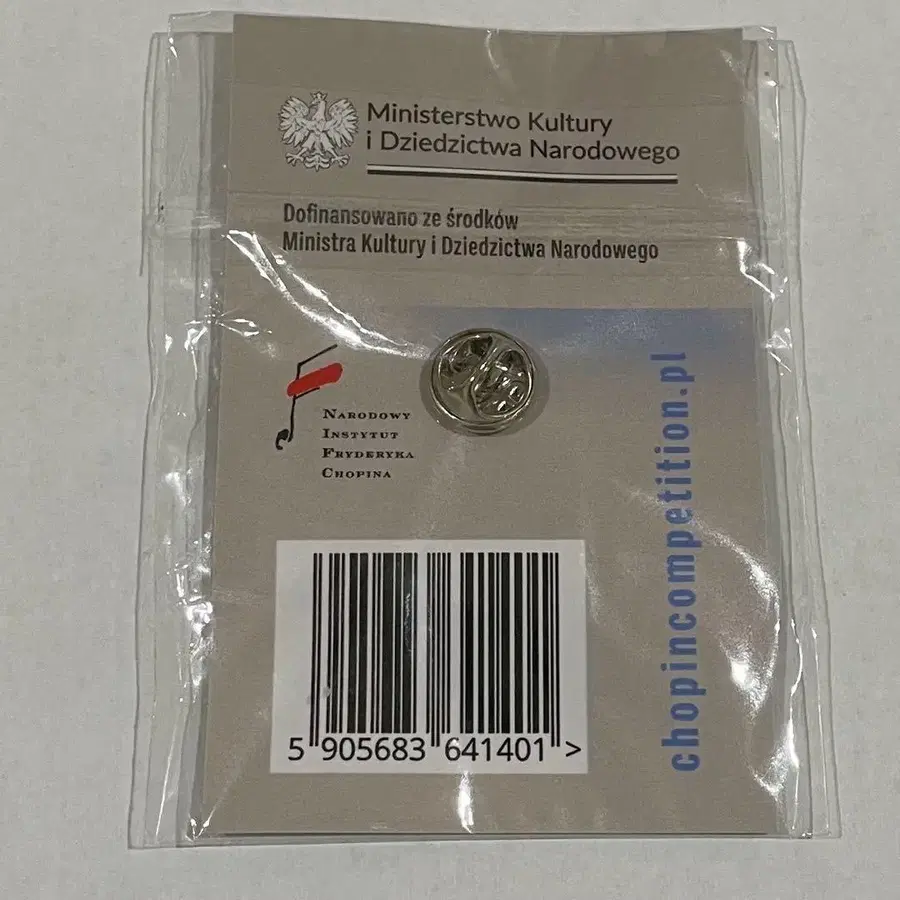 Ministerstwo Kultury
i Dziedzictwa Narodowego
Dofinansowano ze środków
Ministra Kultury i Dziedzictwa Narodowego
Narodowy
Instytut
Fryderyka
Chopina
chopincompetition.pl
5 905683 641401 >